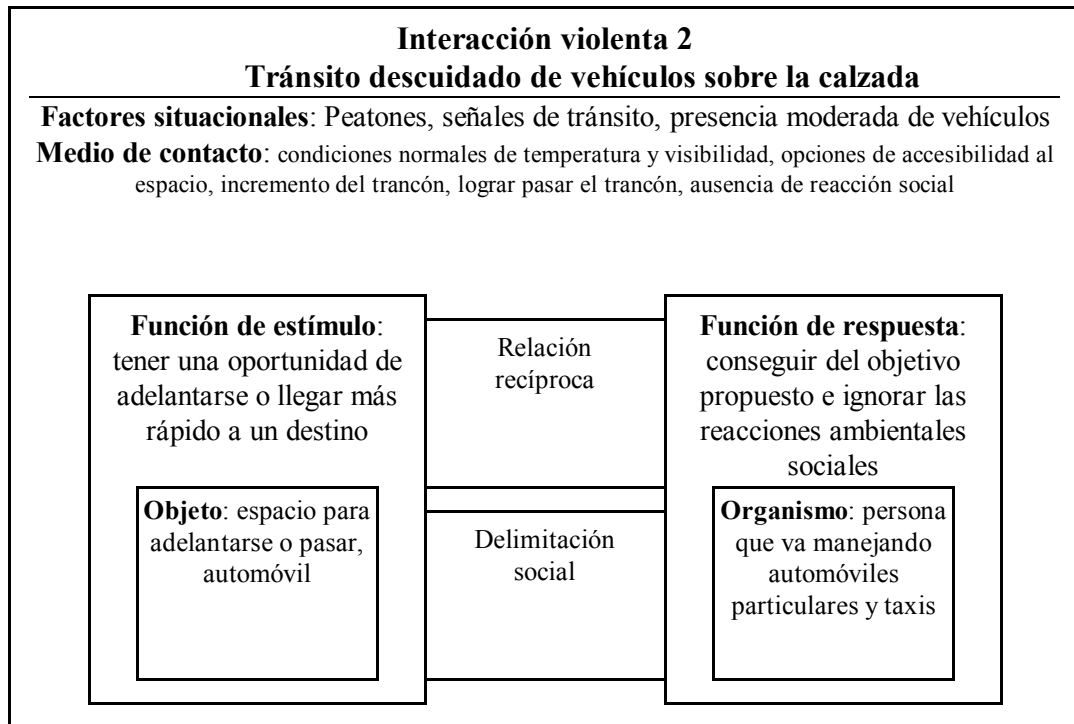 Interacción violenta 2
Tránsito descuidado de vehículos sobre la calzada
Factores situacionales: Peatones, señales de tránsito, presencia moderada de vehículos
Medio de contacto: condiciones normales de temperatura y visibilidad, opciones de accesibilidad al
espacio, incremento del trancón, lograr pasar el trancón, ausencia de reacción social
Función de estímulo:
tener una oportunidad de
adelantarse o llegar más
rápido a un destino
Objeto: espacio para
adelantarse o pasar,
automóvil
Relación
recíproca
Delimitación
social
Función de respuesta:
conseguir del objetivo
propuesto e ignorar las
reacciones ambientales
sociales
Organismo: persona
que va manejando
automóviles
particulares y taxis